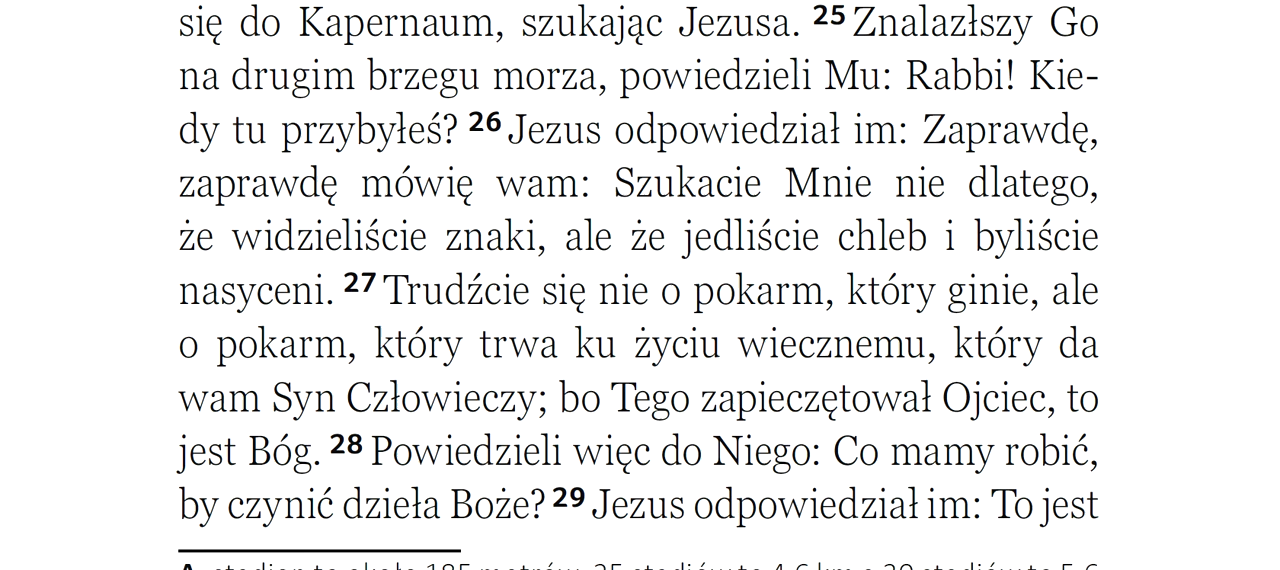 się do Kapernaum, szukając Jezusa. 25 Znalazłszy Go
na drugim brzegu morza, powiedzieli Mu: Rabbi! Kie-
dy tu przybyłeś? 26 Jezus odpowiedział im: Zaprawdę,
zaprawdę mówię wam: Szukacie Mnie nie dlatego,
że widzieliście znaki, ale że jedliście chleb i byliście
nasyceni. 27 Trudźcie się nie o pokarm, który ginie, ale
o pokarm, który trwa ku życiu wiecznemu, który da
wam Syn Człowieczy; bo Tego zapieczętował Ojciec, to
jest Bóg. 28 Powiedzieli więc do Niego: Co mamy robić,
by czynić dzieła Boże? 29 Jezus odpowiedział im: To jest